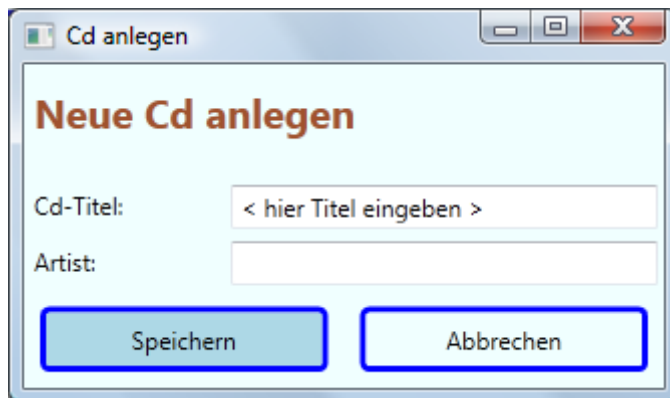 Cd anlegen
Neue Cd anlegen
Cd-Titel: < hier Titel eingeben >
Artist:
Speichern Abbrechen